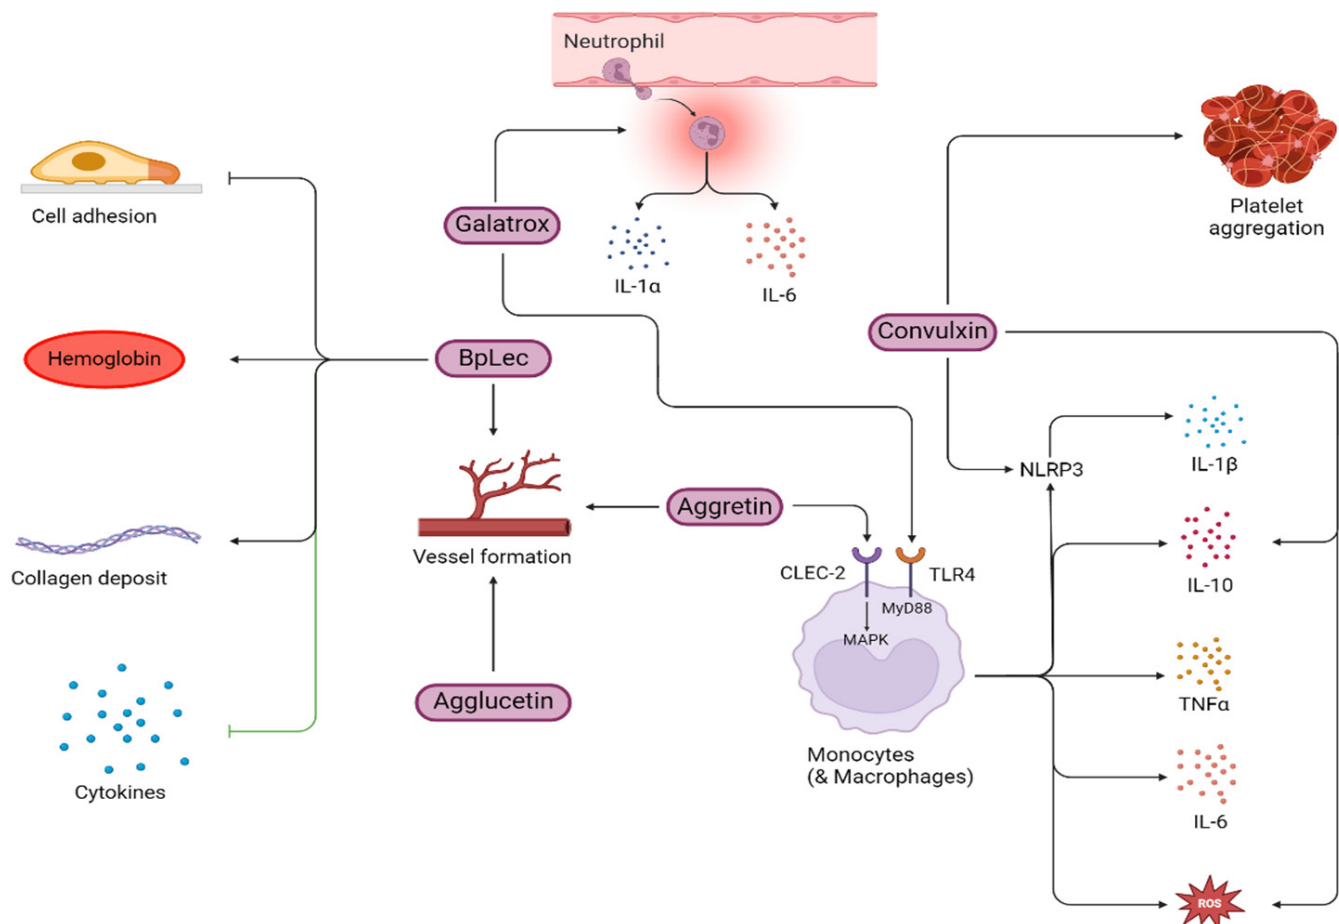 Neutrophil
Cell adhesion
Galatrox
IL-1α
IL-6
Platelet
aggregation
Convulxin
Hemoglobin
BpLec
NLRP3
IL-1β
Aggretin
Vessel formation
CLEC-2
TLR4
MyD88
MAPK
IL-10
Collagen deposit
Agglucetin
TNFα
Monocytes
(& Macrophages)
Cytokines
IL-6
ROS